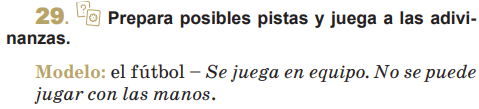 29. Prepara posibles pistas y juega a las adivi-
nanzas.
Modelo: el fútbol – Se juega en equipo. No se puede
jugar con las manos.